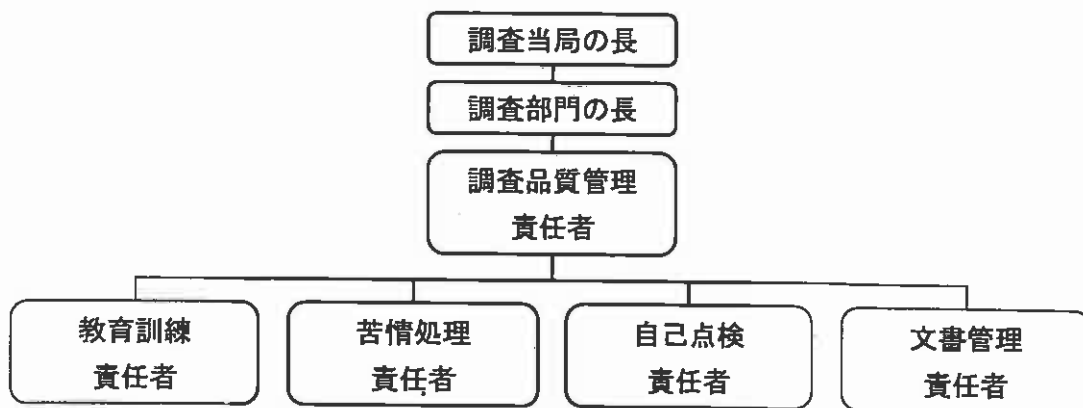 調査当局の長
調査部門の長
調査品質管理
責任者
教育訓練
責任者
苦情処理
責任者
自己点検
責任者
文書管理
責任者